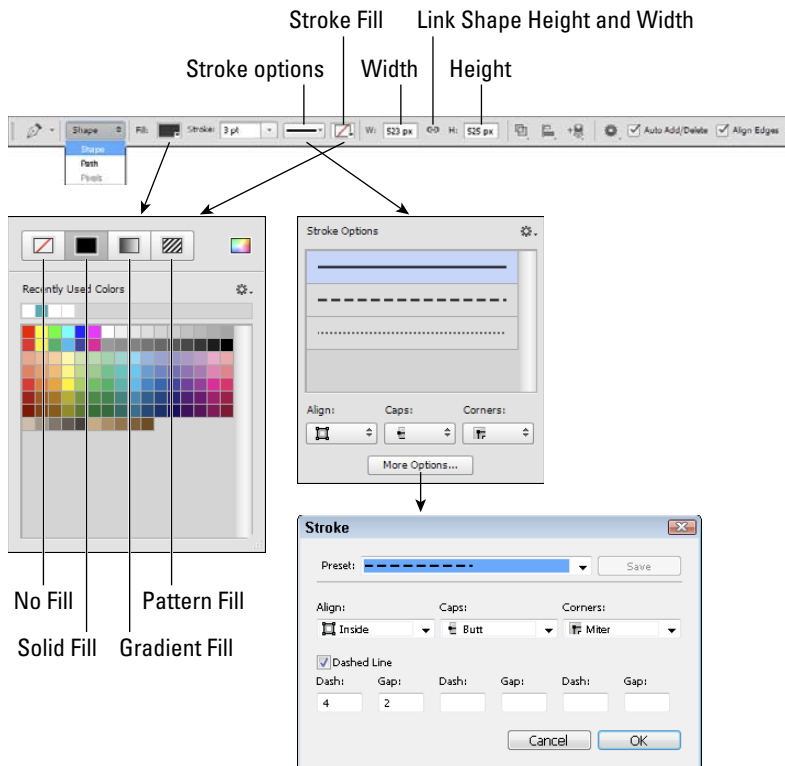 Stroke Fill
Link Shape Height and Width
Stroke options
Width
Height
Shape
Fill:
Stroke:
3 pt
W:
523 px
H:
525 px
Auto Add/Delete
Align Edges
Shape
Path
Pixels
Recently Used Colors
No Fill
Solid Fill
Gradient Fill
Pattern Fill
Stroke Options
Align:
Caps:
Corners:
More Options...
Stroke
Preset:
Save
Align:
Caps:
Corners:
Inside
Butt
Miter
Dashed Line
Dash:
Gap:
Dash:
Gap:
Dash:
Gap:
4
2
Cancel
OK